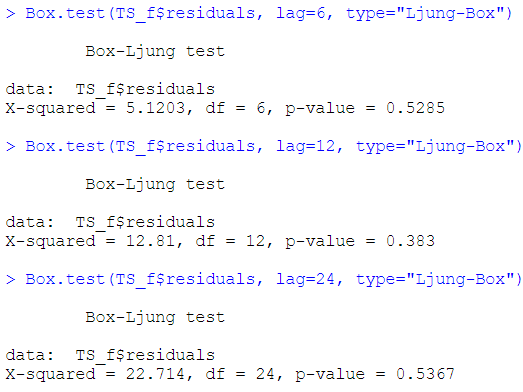 > Box.test(TS_f$residuals, lag=6, type="Ljung-Box")
Box-Ljung test
data:  TS_f$residuals
X-squared = 5.1203, df = 6, p-value = 0.5285
> Box.test(TS_f$residuals, lag=12, type="Ljung-Box")
Box-Ljung test
data:  TS_f$residuals
X-squared = 12.81, df = 12, p-value = 0.383
> Box.test(TS_f$residuals, lag=24, type="Ljung-Box")
Box-Ljung test
data:  TS_f$residuals
X-squared = 22.714, df = 24, p-value = 0.5367